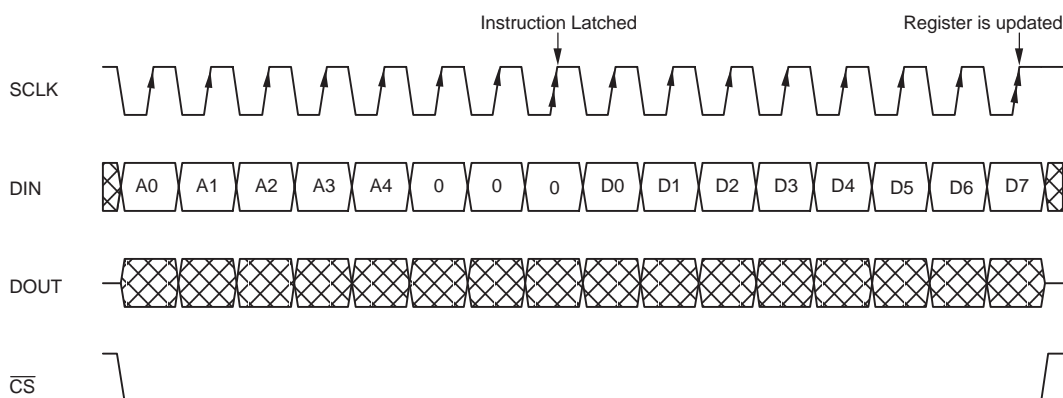 Instruction Latched Register is updated
SCLK
DIN A0 A1 A2 A3 A4 0 0 0 D0 D1 D2 D3 D4 D5 D6 D7
DOUT
CS